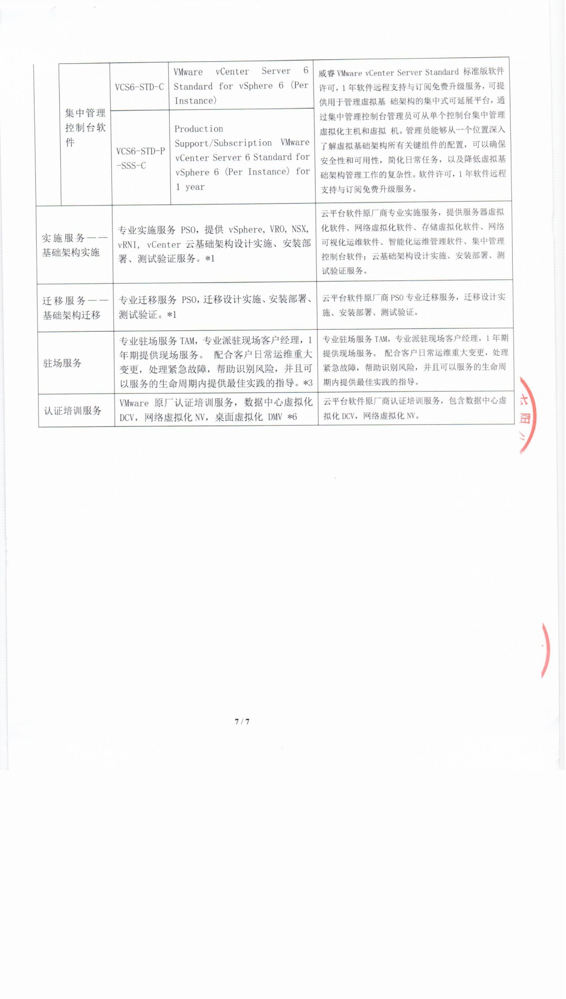 集中管理
控制台软
件
VCS6-STD-C
VMware vCenter Server 6
Standard for vSphere 6 (Per
Instance)
VCS6-STD-P
-SSS-C
Production
Support/Subscription VMware
vCenter Server 6 Standard for
vSphere 6 (Per Instance) for
1 year
威睿 VMware vCenter Server Standard 标准版软件
许可，1 年软件远程支持与订阅免费升级服务，可提
供用于管理虚拟基 础架构的集中式可延展平台，通
过集中管理控制台管理员可从单个控制台集中管理
虚拟化主机和虚拟 机。管理员能够从一个位置深入
了解虚拟基础架构所有关键组件的配置，可以确保
安全性和可用性，简化日常任务，以及降低虚拟基
础架构管理工作的复杂性。软件许可，1 年软件远程
支持与订阅免费升级服务。
实施服务——
基础架构实施
专业实施服务 PSO，提供 vSphere, VRO, NSX,
vRNI, vCenter 云基础架构设计实施、安装部
署、测试验证服务。*1
云平台软件原厂商专业实施服务，提供服务器虚拟
化软件、网络虚拟化软件、存储虚拟化软件、网络
可视化运维软件、智能化运维管理软件、集中管理
控制台软件；云基础架构设计实施、安装部署、测
试验证服务。
迁移服务——
基础架构迁移
专业迁移服务 PSO，迁移设计实施、安装部署、
测试验证。*1
云平台软件原厂商 PSO 专业迁移服务，迁移设计实
施、安装部署、测试验证。
驻场服务
专业驻场服务 TAM，专业派驻现场客户经理，1
年期提供现场服务。 配合客户日常运维重大
变更，处理紧急故障，帮助识别风险，并且可
以服务的生命周期内提供最佳实践的指导。*3
专业驻场服务 TAM，专业派驻现场客户经理，1 年期
提供现场服务。 配合客户日常运维重大变更，处理
紧急故障，帮助识别风险，并且可以服务的生命周
期内提供最佳实践的指导。
认证培训服务
VMware 原厂认证培训服务，数据中心虚拟化
DCV，网络虚拟化 NV，桌面虚拟化 DMV *6
云平台软件原厂商认证培训服务，包含数据中心虚
拟化 DCV，网络虚拟化 NV。
7 / 7